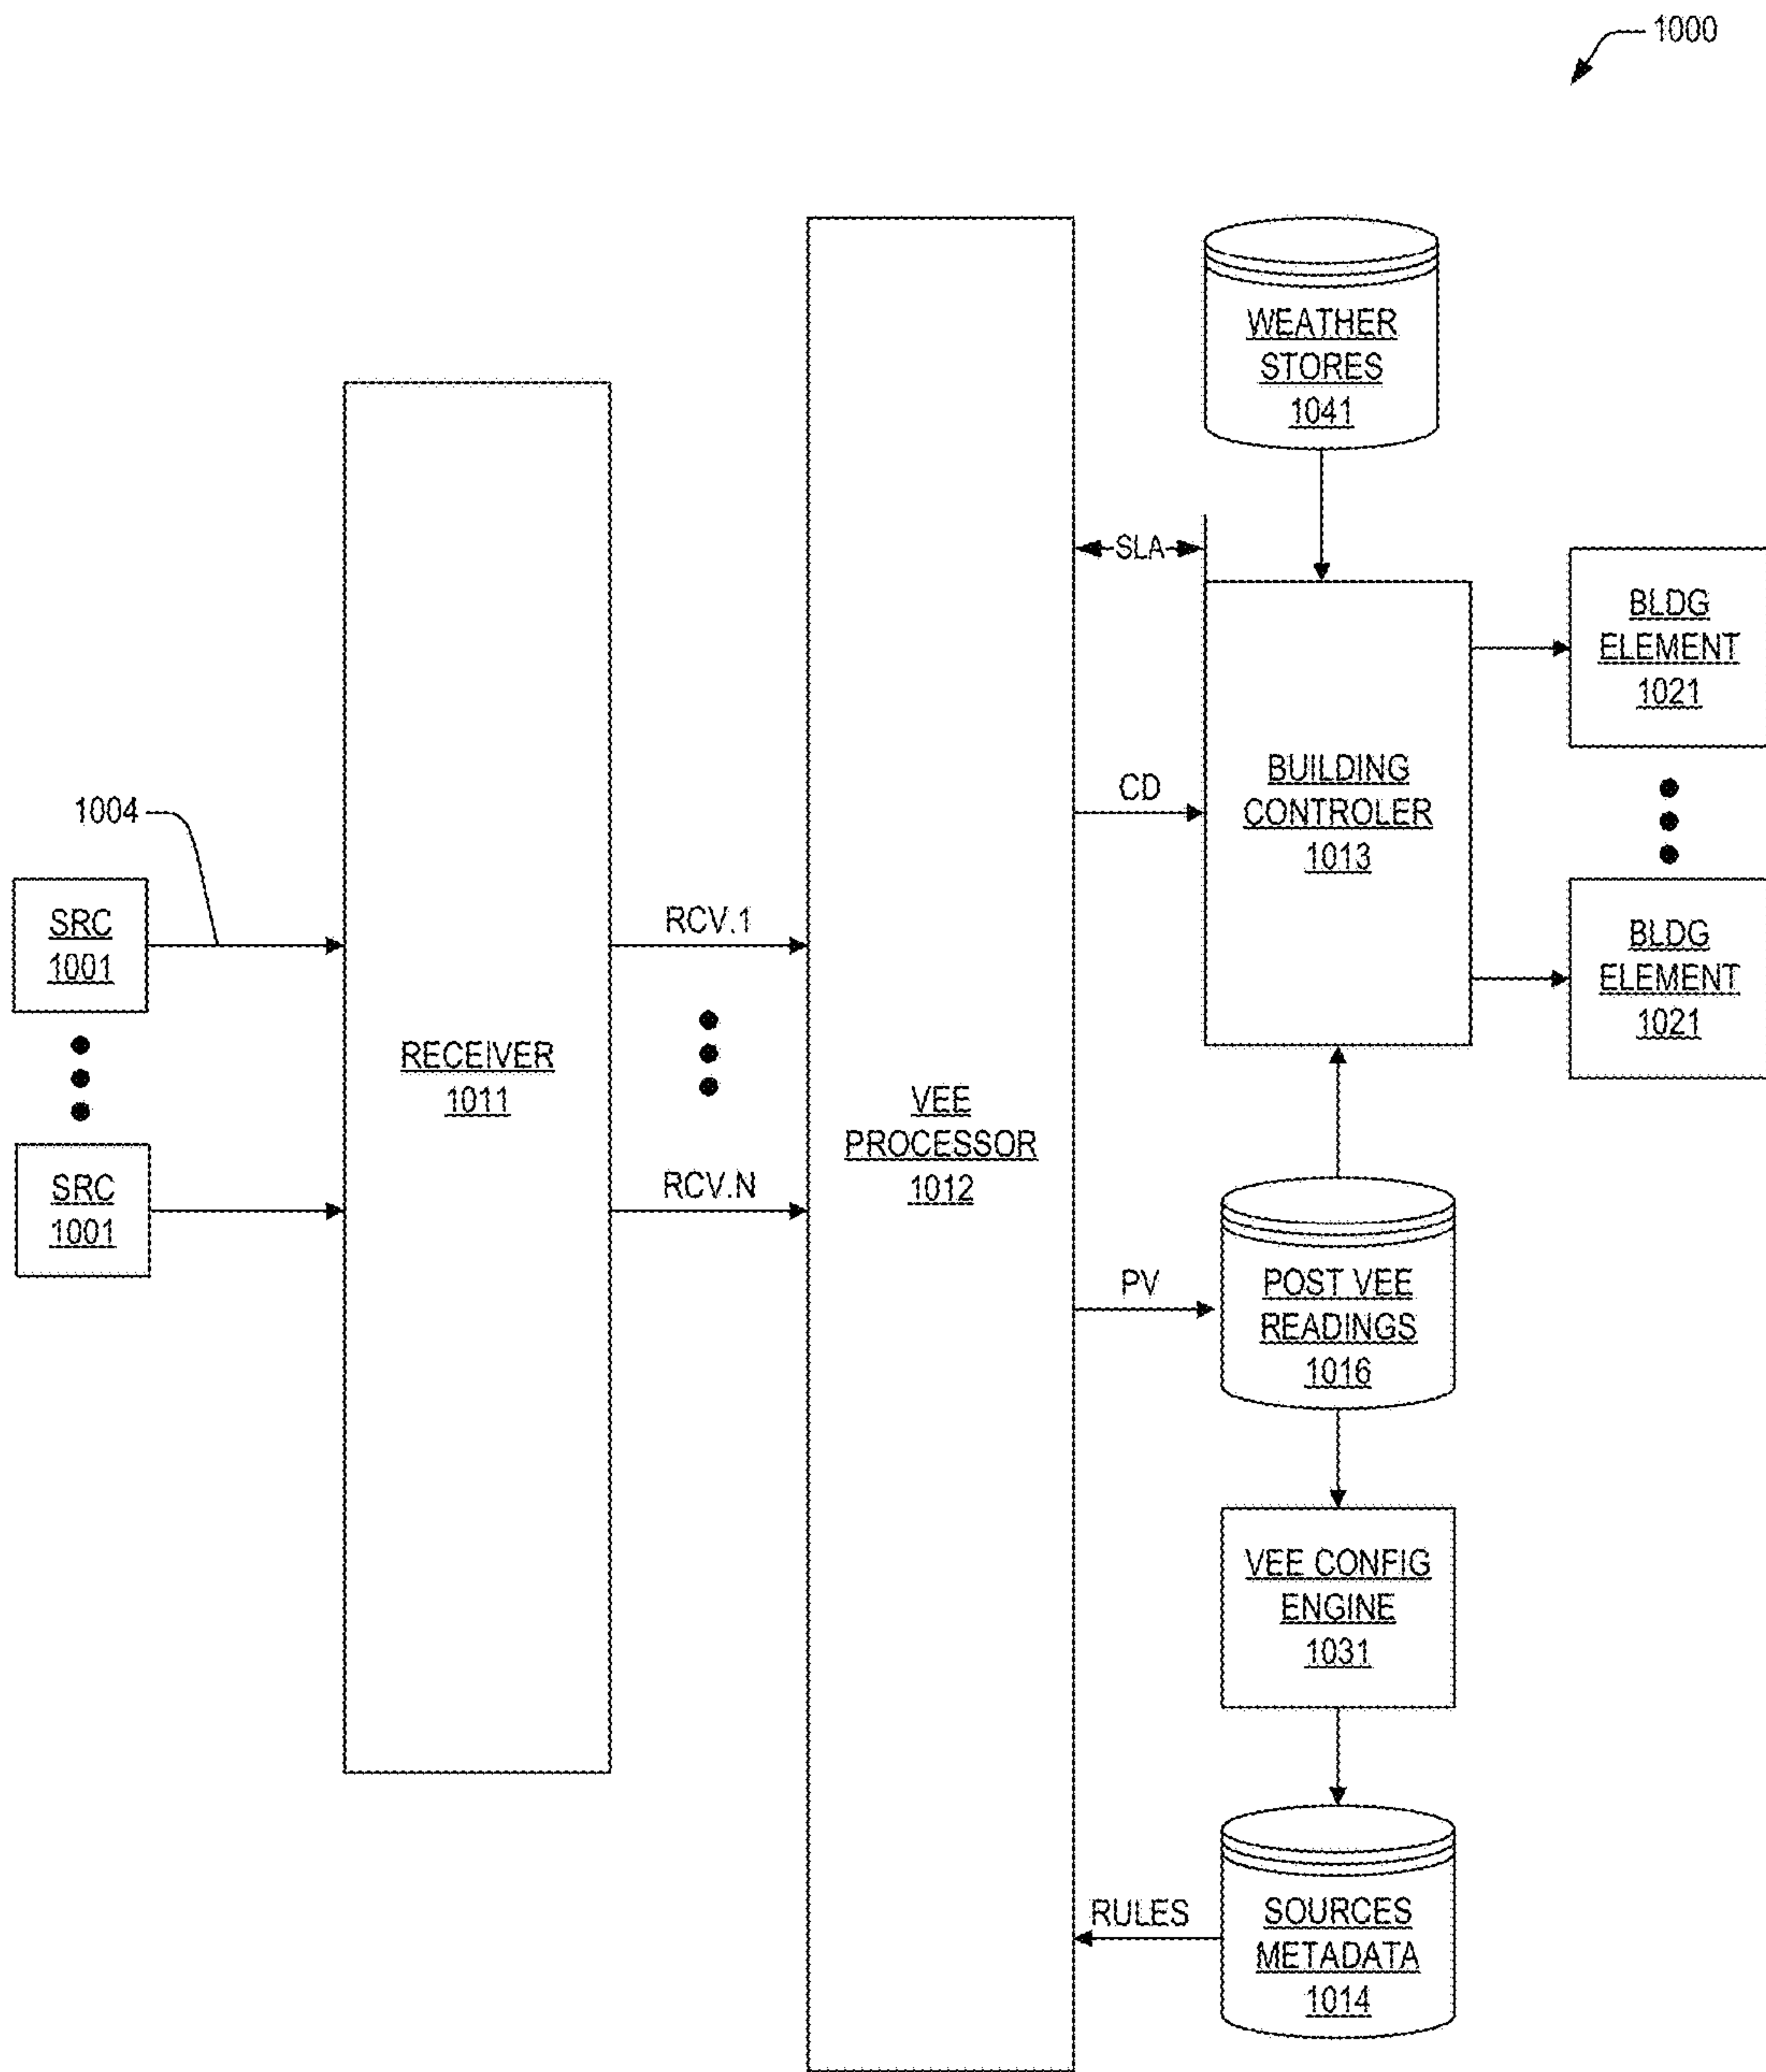 1000
WEATHER
STORES
1041
SLA
BLDG
ELEMENT
1021
CD
BUILDING
CONTROLER
1013
1004
SRC
1001
RCV.1
BLDG
ELEMENT
1021
RECEIVER
1011
VEE
PROCESSOR
1012
SRC
1001
RCV.N
PV
POST VEE
READINGS
1016
VEE CONFIG
ENGINE
1031
RULES
SOURCES
METADATA
1014